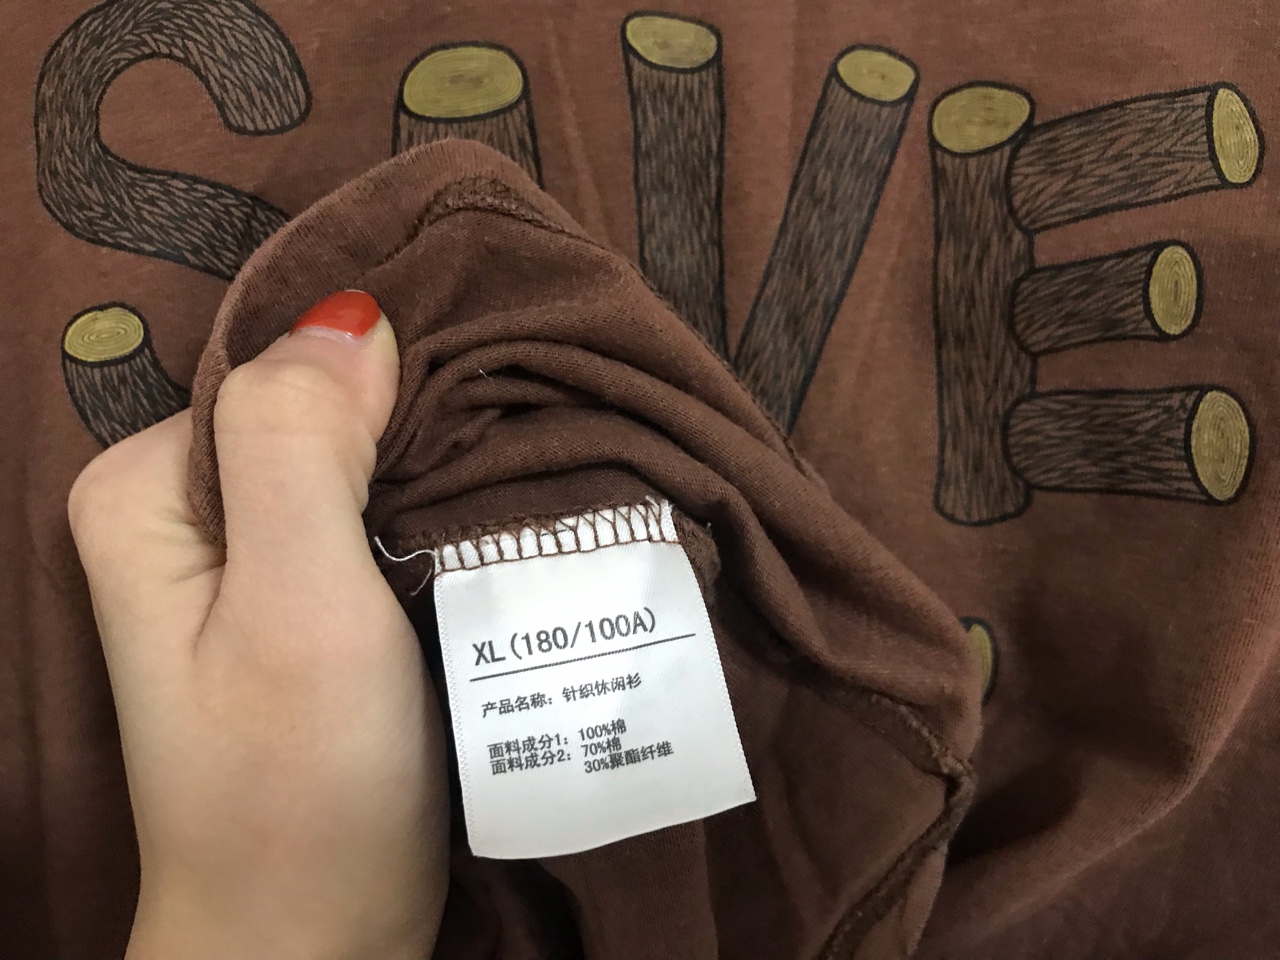 SAVE
XL(180/100A)
产品名称：针织休闲衫
面料成分1：100%棉
面料成分2：70%棉
30%聚酯纤维